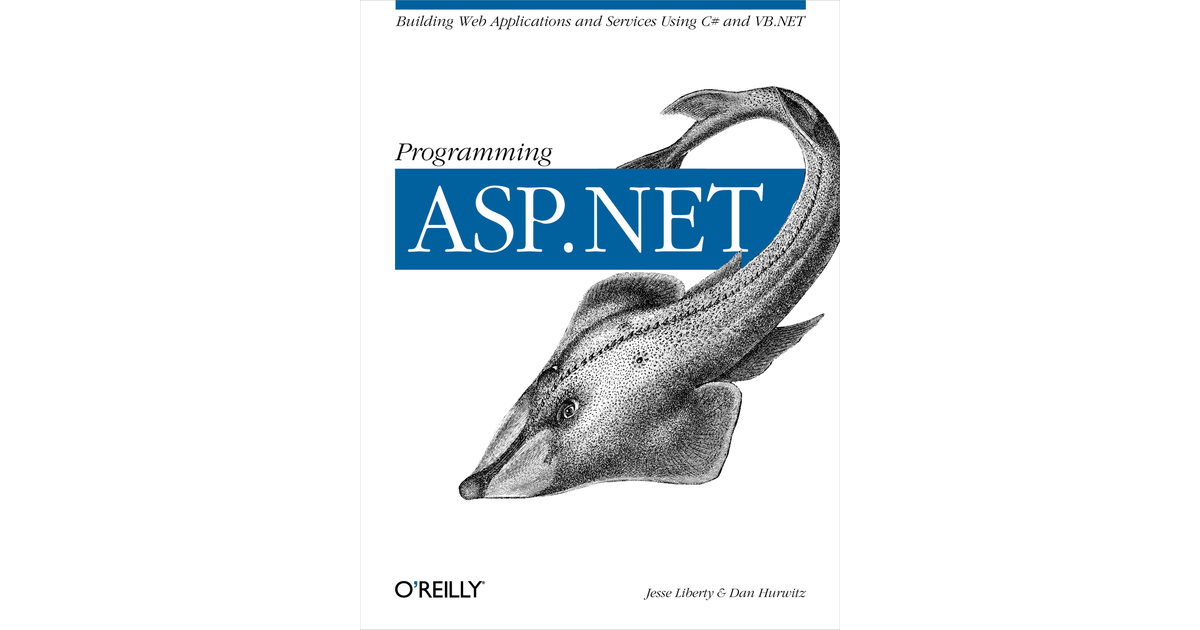 Building Web Applications and Services Using C# and VB.NET
Programming
ASP.NET
O'REILLY®
Jesse Liberty & Dan Hurwitz